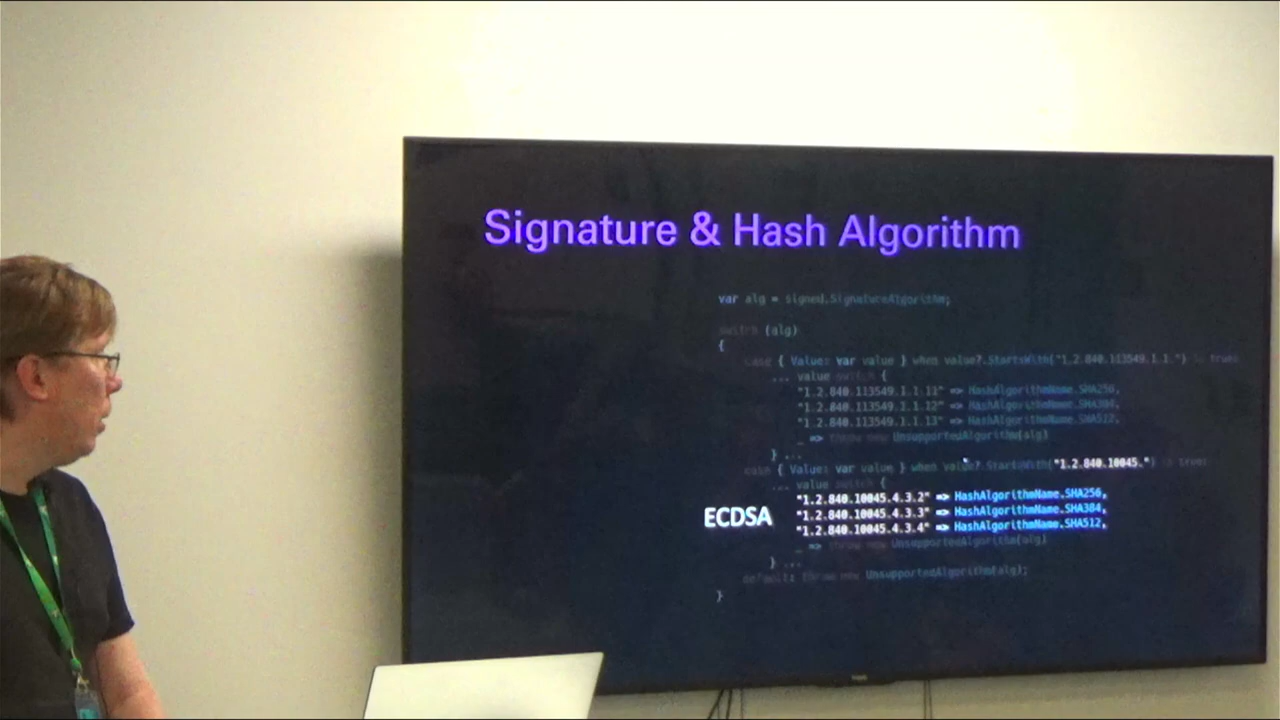 Signature & Hash Algorithm
var alg = signed.SignatureAlgorithm;
switch (alg)
{
case { Value: var value } when value?.StartsWith("1.2.840.113549.1.1.") is true:
... value switch {
"1.2.840.113549.1.1.11" => HashAlgorithmName.SHA256,
"1.2.840.113549.1.1.12" => HashAlgorithmName.SHA384,
"1.2.840.113549.1.1.13" => HashAlgorithmName.SHA512,
_ => throw new UnsupportedAlgorithm(alg)
} ...
case { Value: var value } when value?.StartsWith("1.2.840.10045.") is true:
... value switch {
ECDSA
"1.2.840.10045.4.3.2" => HashAlgorithmName.SHA256,
"1.2.840.10045.4.3.3" => HashAlgorithmName.SHA384,
"1.2.840.10045.4.3.4" => HashAlgorithmName.SHA512,
_ => throw new UnsupportedAlgorithm(alg)
} ...
default: throw new UnsupportedAlgorithm(alg);
}